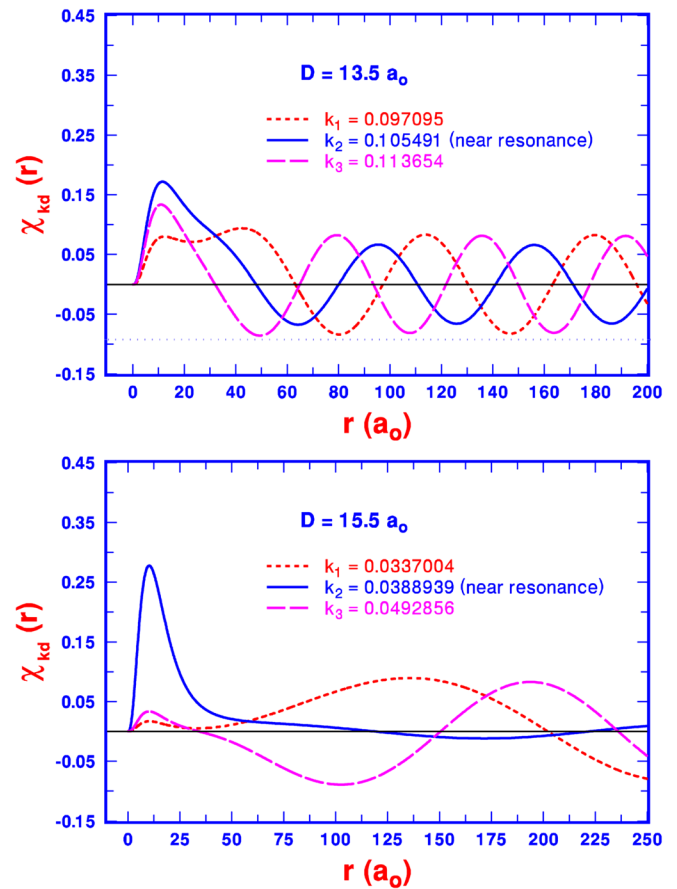 0.45
0.35
0.25
0.15
0.05
-0.05
-0.15
χkd (r)
D = 13.5 ao
k1 = 0.097095
k2 = 0.105491 (near resonance)
k3 = 0.113654
0 20 40 60 80 100 120 140 160 180 200
r (ao)
0.45
0.35
0.25
0.15
0.05
-0.05
-0.15
χkd (r)
D = 15.5 ao
k1 = 0.0337004
k2 = 0.0388939 (near resonance)
k3 = 0.0492856
0 25 50 75 100 125 150 175 200 225 250
r (ao)